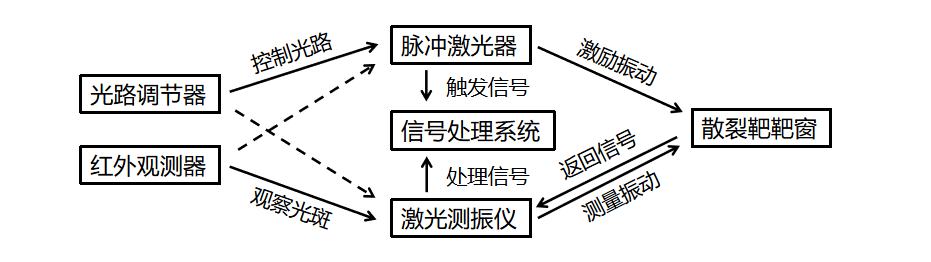 控制光路
脉冲激光器
激励振动
光路调节器
触发信号
信号处理系统
散裂靶靶窗
红外观测器
处理信号
返回信号
观察光斑
激光测振仪
测量振动